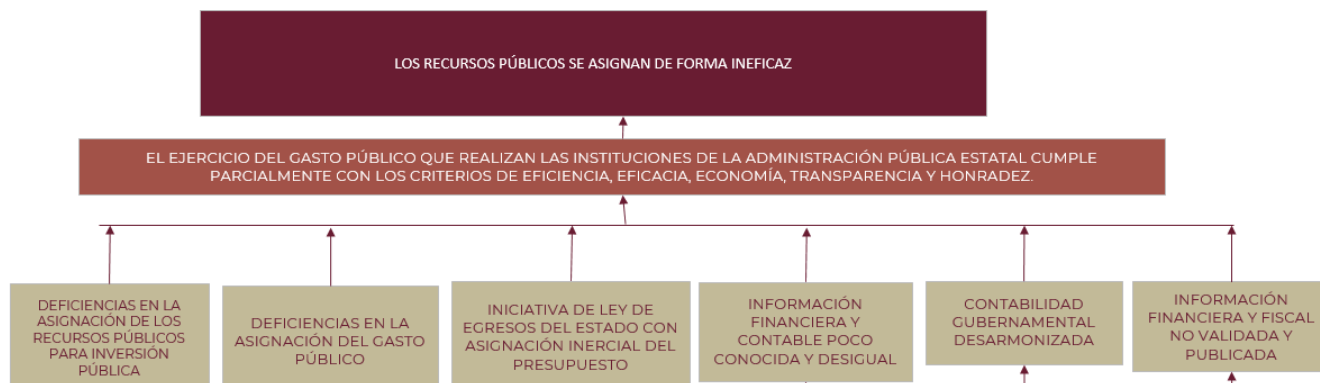 LOS RECURSOS PÚBLICOS SE ASIGNAN DE FORMA INEFICAZ
EL EJERCICIO DEL GASTO PÚBLICO QUE REALIZAN LAS INSTITUCIONES DE LA ADMINISTRACIÓN PÚBLICA ESTATAL CUMPLE
PARCIALMENTE CON LOS CRITERIOS DE EFICIENCIA, EFICACIA, ECONOMÍA, TRANSPARENCIA Y HONRADEZ.
DEFICIENCIAS EN LA
ASIGNACIÓN DE LOS
RECURSOS PÚBLICOS
PARA INVERSIÓN
PÚBLICA
DEFICIENCIAS EN LA
ASIGNACIÓN DEL GASTO
PÚBLICO
INICIATIVA DE LEY DE
EGRESOS DEL ESTADO CON
ASIGNACIÓN INERCIAL DEL
PRESUPUESTO
INFORMACIÓN
FINANCIERA Y
CONTABLE POCO
CONOCIDA Y DESIGUAL
CONTABILIDAD
GUBERNAMENTAL
DESARMONIZADA
INFORMACIÓN
FINANCIERA Y FISCAL
NO VALIDADA Y
PUBLICADA